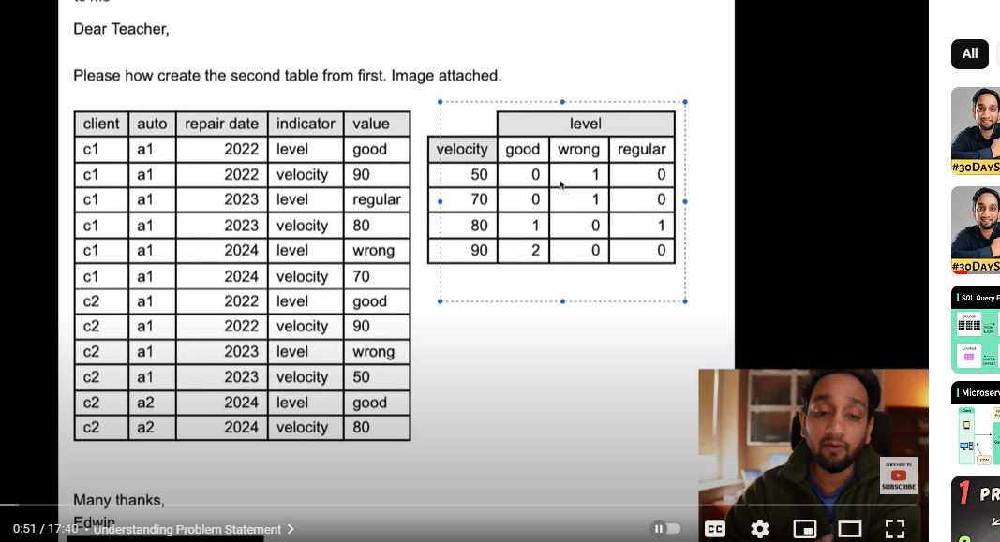 Dear Teacher,
Please how create the second table from first. Image attached.
client auto repair date indicator value
c1 a1 2022 level good
c1 a1 2022 velocity 90
c1 a1 2023 level regular
c1 a1 2023 velocity 80
c1 a1 2024 level wrong
c1 a1 2024 velocity 70
c2 a1 2022 level good
c2 a1 2022 velocity 90
c2 a1 2023 level wrong
c2 a1 2023 velocity 50
c2 a2 2024 level good
c2 a2 2024 velocity 80
level
velocity good wrong regular
50 0 1 0
70 0 1 0
80 1 0 1
90 2 0 0
Many thanks,
Edwin
0:51 / 17:40 • Understanding Problem Statement >
CC
CLICK HERE TO
SUBSCRIBE
All
#30DAYS
#30DAYS
SQL Query E
Source
Limited
Microserv
CDN
1 PR